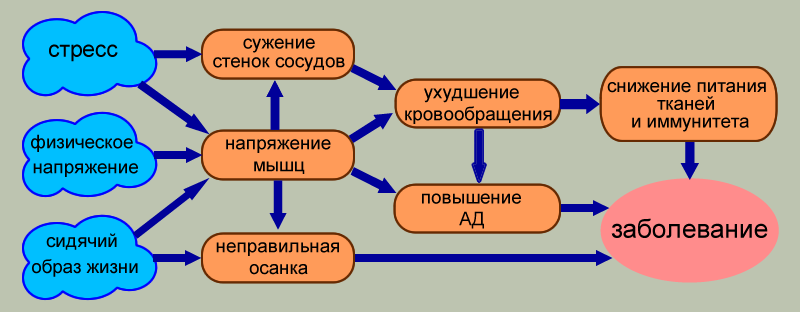 стресс
физическое
напряжение
сидячий
образ жизни
сужение
стенок сосудов
напряжение
мышц
неправильная
осанка
ухудшение
кровообращения
повышение
АД
снижение питания
тканей
и иммунитета
заболевание